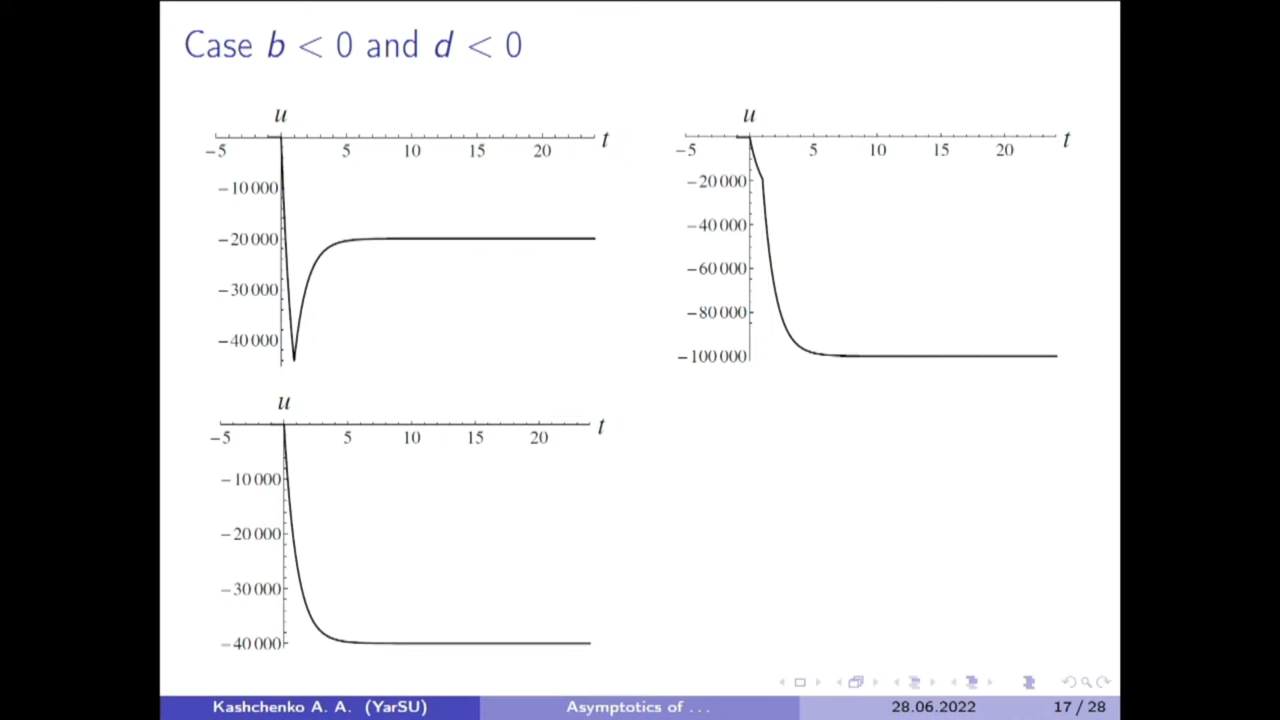 Case b < 0 and d < 0
u
t
−5 5 10 15 20
−10 000
−20 000
−30 000
−40 000
u
t
−5 5 10 15 20
−20 000
−40 000
−60 000
−80 000
−100 000
u
t
−5 5 10 15 20
−10 000
−20 000
−30 000
−40 000
Kashchenko A. A. (YarSU) Asymptotics of . . . 28.06.2022 17 / 28